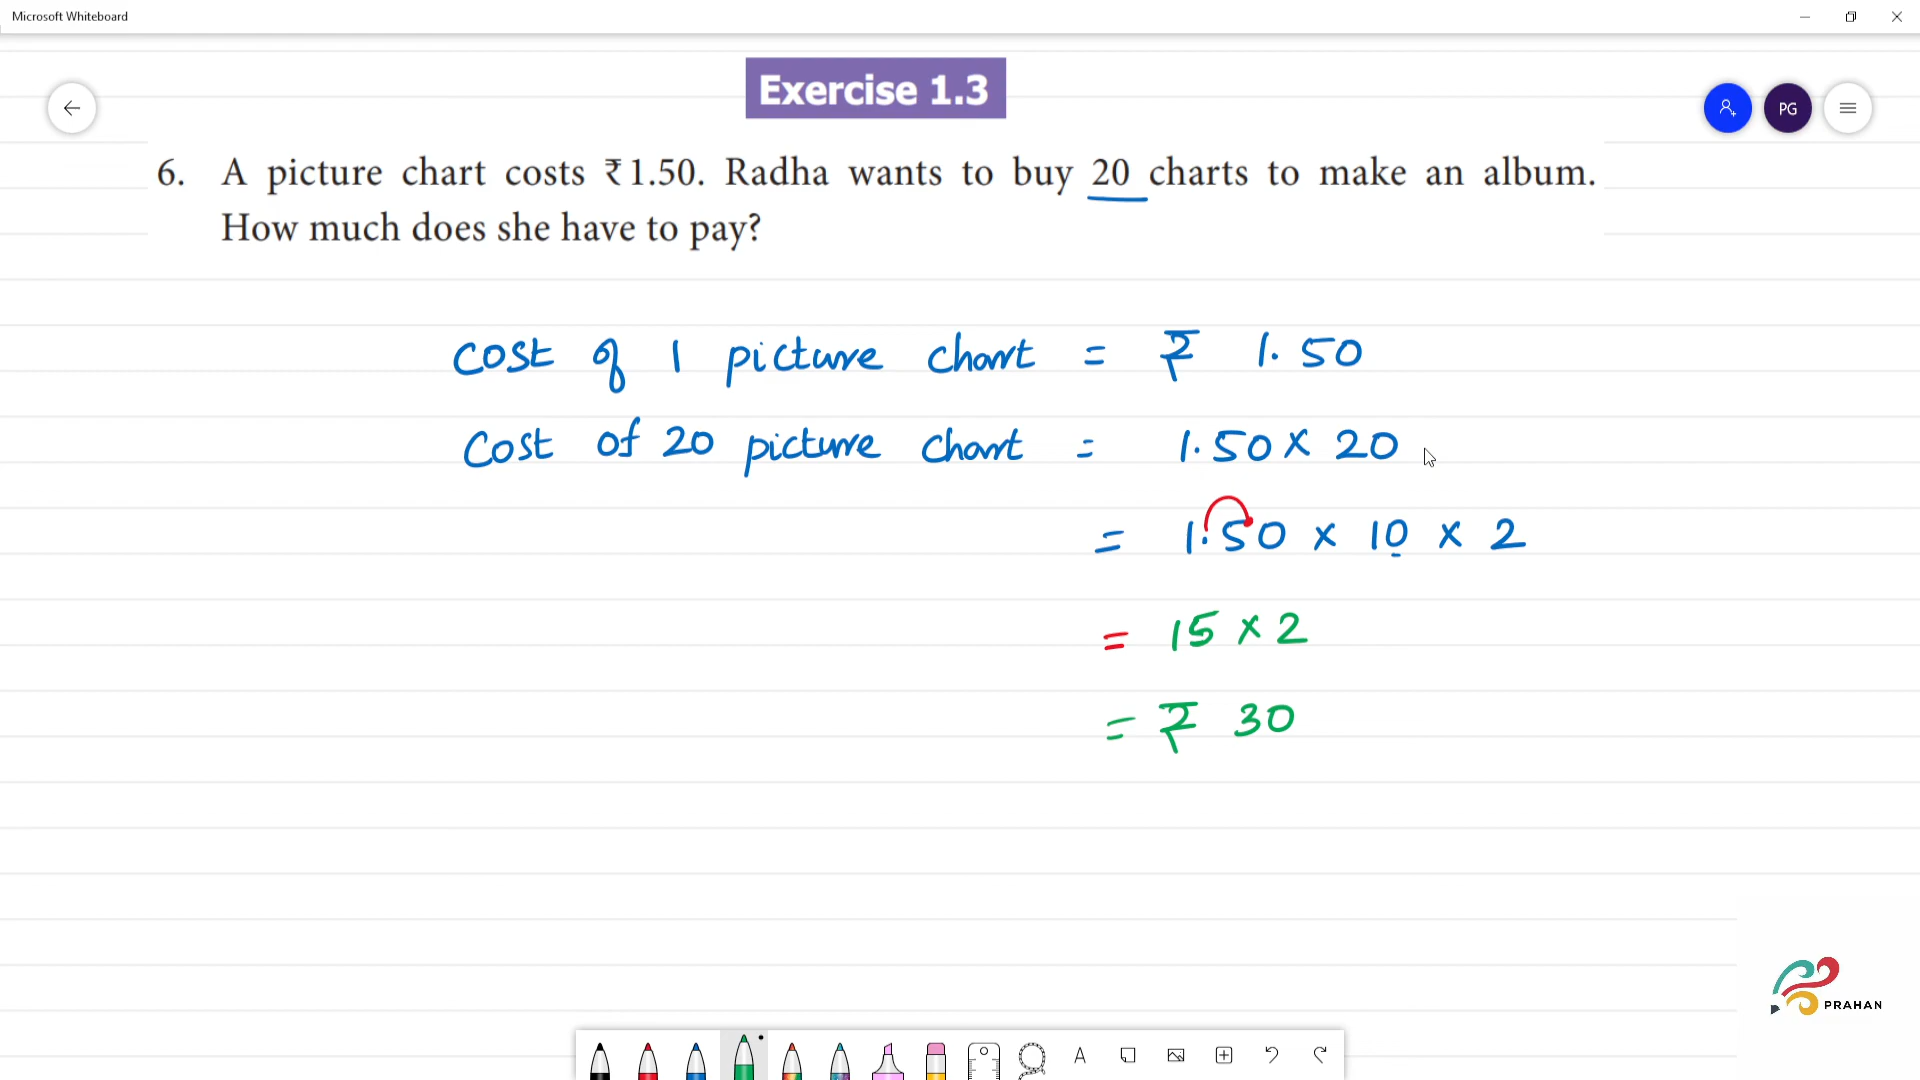 Microsoft Whiteboard
Exercise 1.3
PG
6. A picture chart costs ₹1.50. Radha wants to buy 20 charts to make an album.
How much does she have to pay?
Cost of 1 picture chart = ₹ 1.50
Cost of 20 picture chart = 1.50 × 20
= 1.50 × 10 × 2
= 15 × 2
= ₹ 30
PRAHAN
A